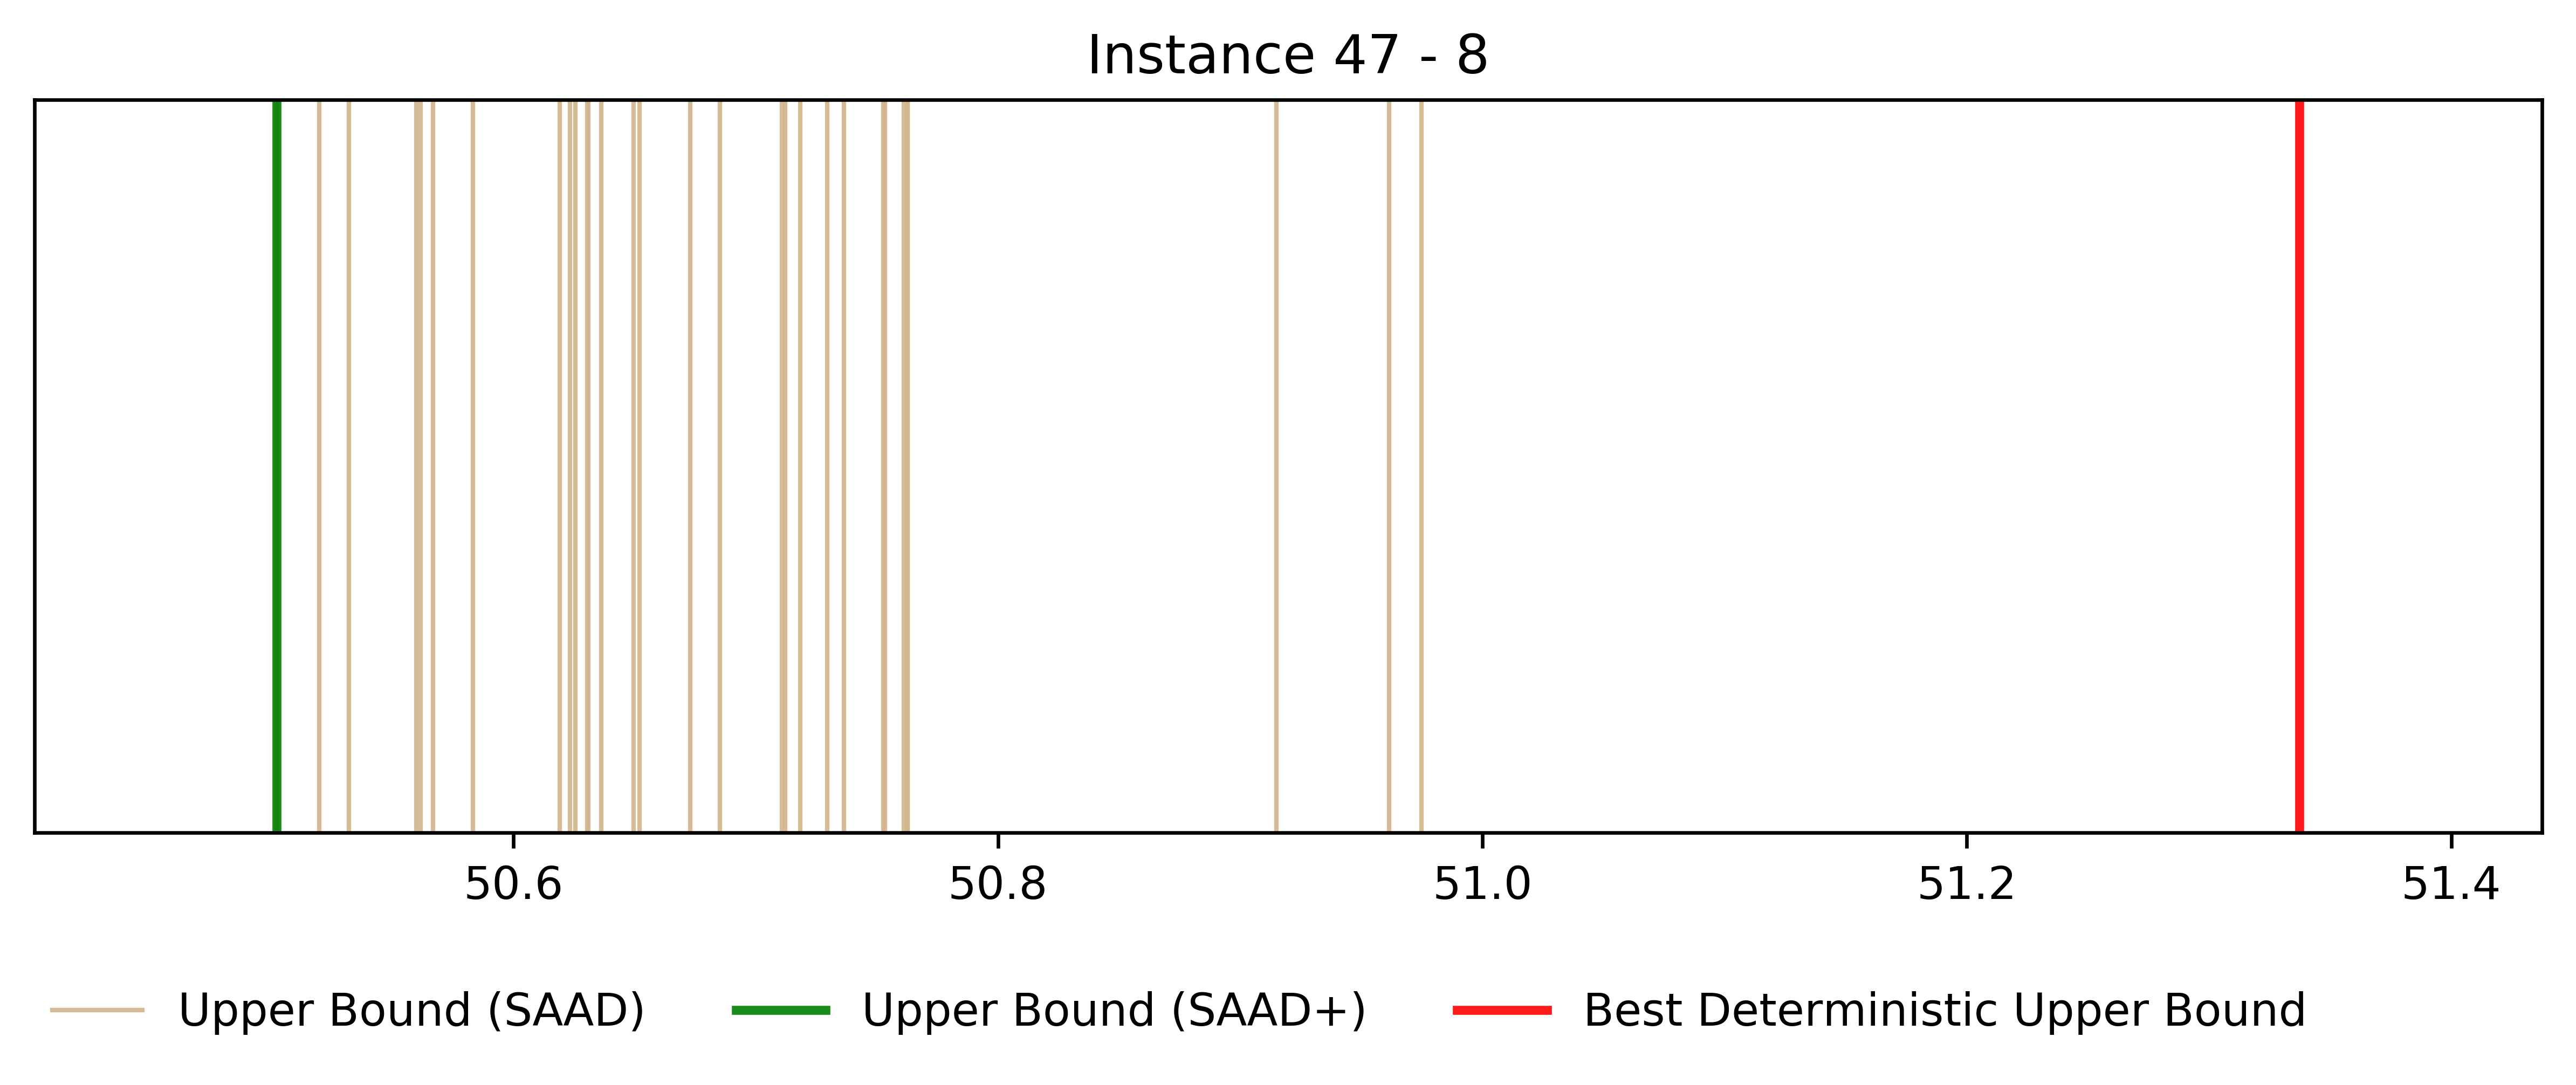 Instance 47 - 8
50.6 50.8 51.0 51.2 51.4
Upper Bound (SAAD) Upper Bound (SAAD+) Best Deterministic Upper Bound